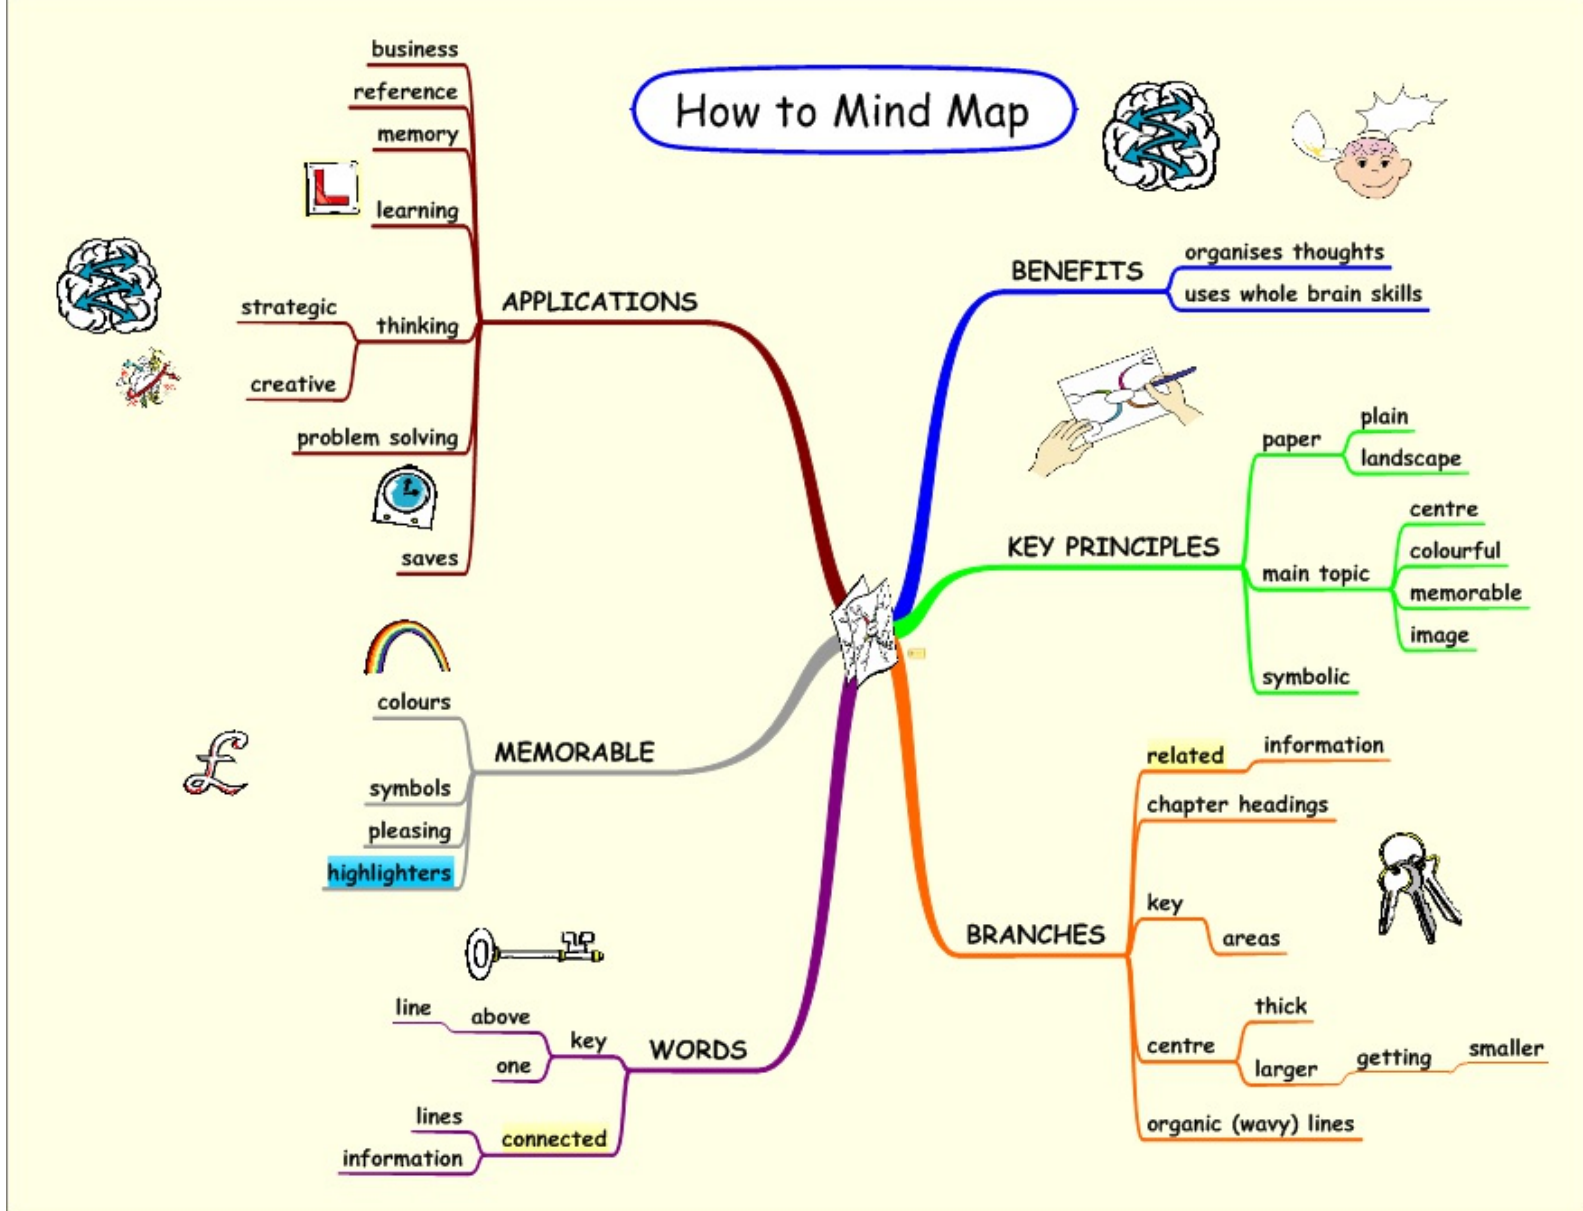 How to Mind Map
BENEFITS
organises thoughts
uses whole brain skills
KEY PRINCIPLES
paper
plain
landscape
main topic
centre
colourful
memorable
image
symbolic
BRANCHES
related
information
chapter headings
key
areas
centre
thick
larger
getting
smaller
organic (wavy) lines
WORDS
key
above
line
one
connected
lines
information
MEMORABLE
colours
£
symbols
pleasing
highlighters
APPLICATIONS
business
reference
memory
L
learning
thinking
strategic
creative
problem solving
saves